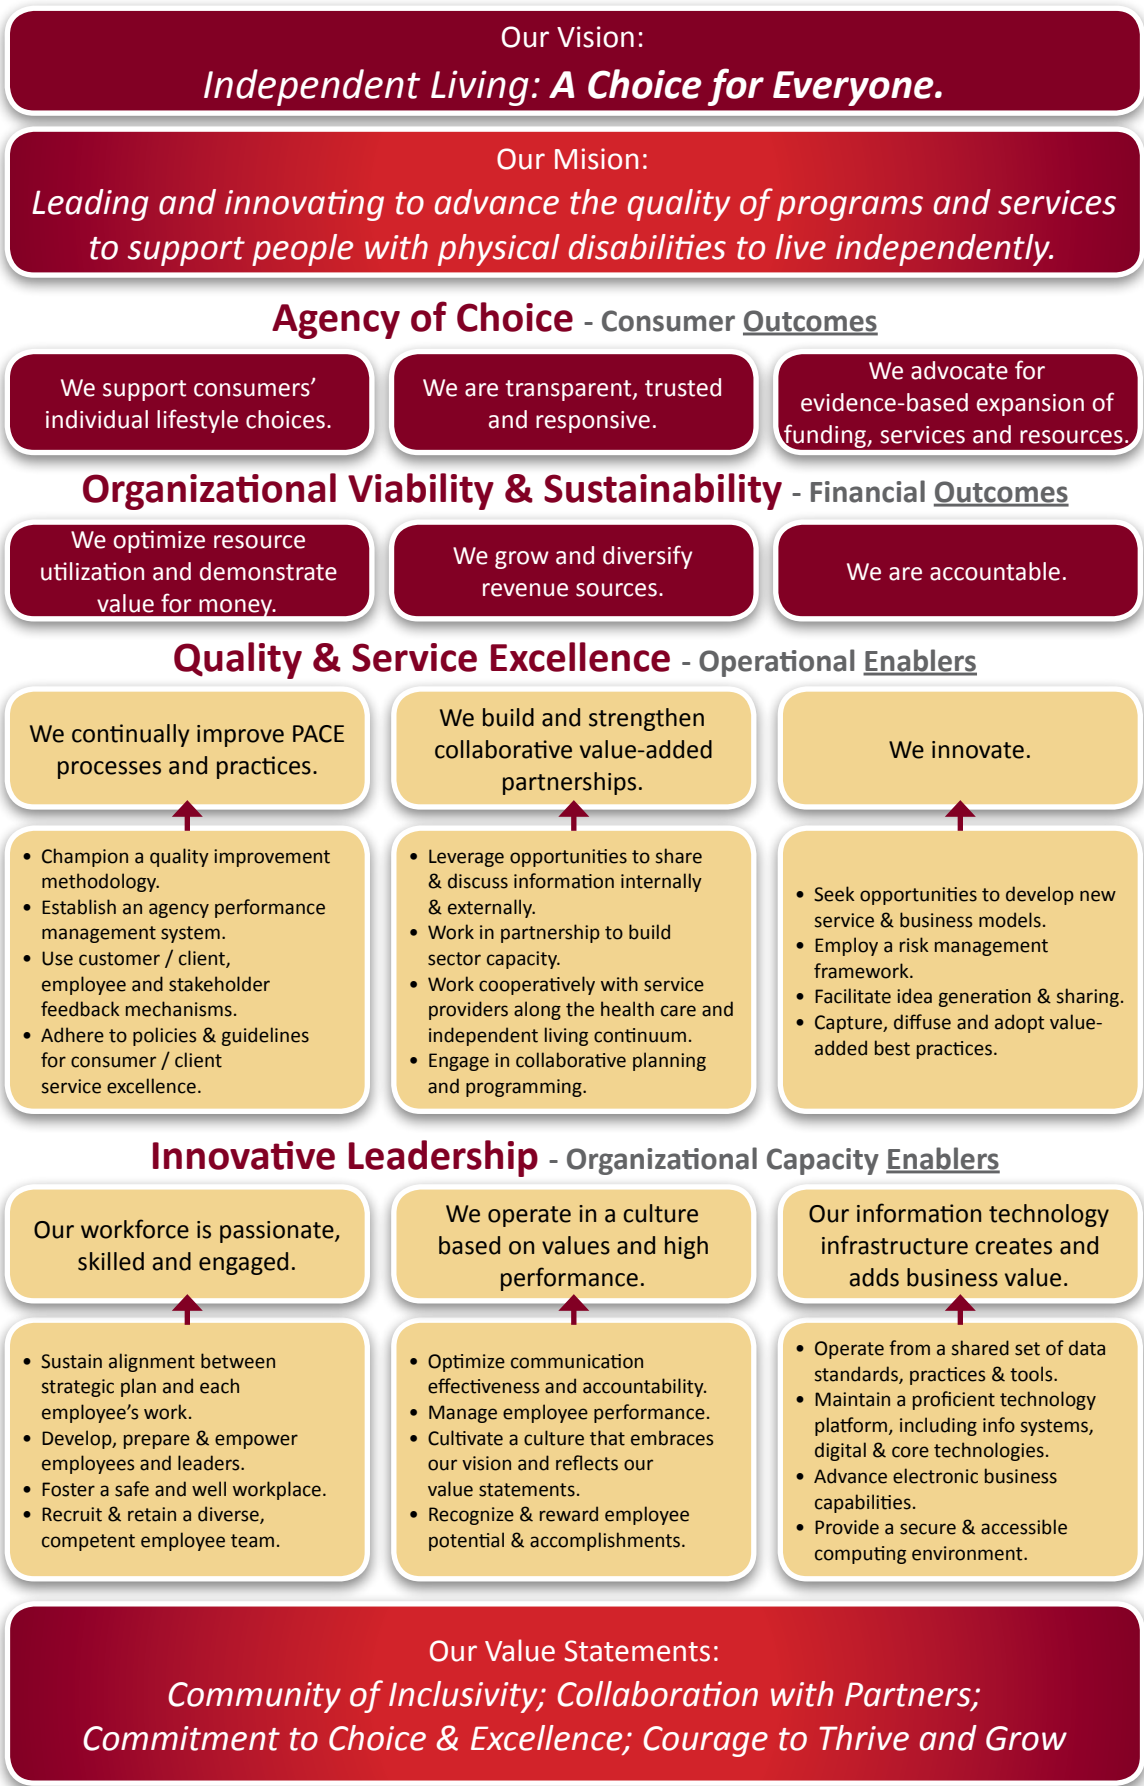 Our Vision:
Independent Living: A Choice for Everyone.
Our Mision:
Leading and innovating to advance the quality of programs and services
to support people with physical disabilities to live independently.
Agency of Choice - Consumer Outcomes
We support consumers’
individual lifestyle choices.
We are transparent, trusted
and responsive.
We advocate for
evidence-based expansion of
funding, services and resources.
Organizational Viability & Sustainability - Financial Outcomes
We optimize resource
utilization and demonstrate
value for money.
We grow and diversify
revenue sources.
We are accountable.
Quality & Service Excellence - Operational Enablers
We continually improve PACE
processes and practices.
We build and strengthen
collaborative value-added
partnerships.
We innovate.
• Champion a quality improvement
methodology.
• Establish an agency performance
management system.
• Use customer / client,
employee and stakeholder
feedback mechanisms.
• Adhere to policies & guidelines
for consumer / client
service excellence.
• Leverage opportunities to share
& discuss information internally
& externally.
• Work in partnership to build
sector capacity.
• Work cooperatively with service
providers along the health care and
independent living continuum.
• Engage in collaborative planning
and programming.
• Seek opportunities to develop new
service & business models.
• Employ a risk management
framework.
• Facilitate idea generation & sharing.
• Capture, diffuse and adopt value-
added best practices.
Innovative Leadership - Organizational Capacity Enablers
Our workforce is passionate,
skilled and engaged.
We operate in a culture
based on values and high
performance.
Our information technology
infrastructure creates and
adds business value.
• Sustain alignment between
strategic plan and each
employee’s work.
• Develop, prepare & empower
employees and leaders.
• Foster a safe and well workplace.
• Recruit & retain a diverse,
competent employee team.
• Optimize communication
effectiveness and accountability.
• Manage employee performance.
• Cultivate a culture that embraces
our vision and reflects our
value statements.
• Recognize & reward employee
potential & accomplishments.
• Operate from a shared set of data
standards, practices & tools.
• Maintain a proficient technology
platform, including info systems,
digital & core technologies.
• Advance electronic business
capabilities.
• Provide a secure & accessible
computing environment.
Our Value Statements:
Community of Inclusivity; Collaboration with Partners;
Commitment to Choice & Excellence; Courage to Thrive and Grow